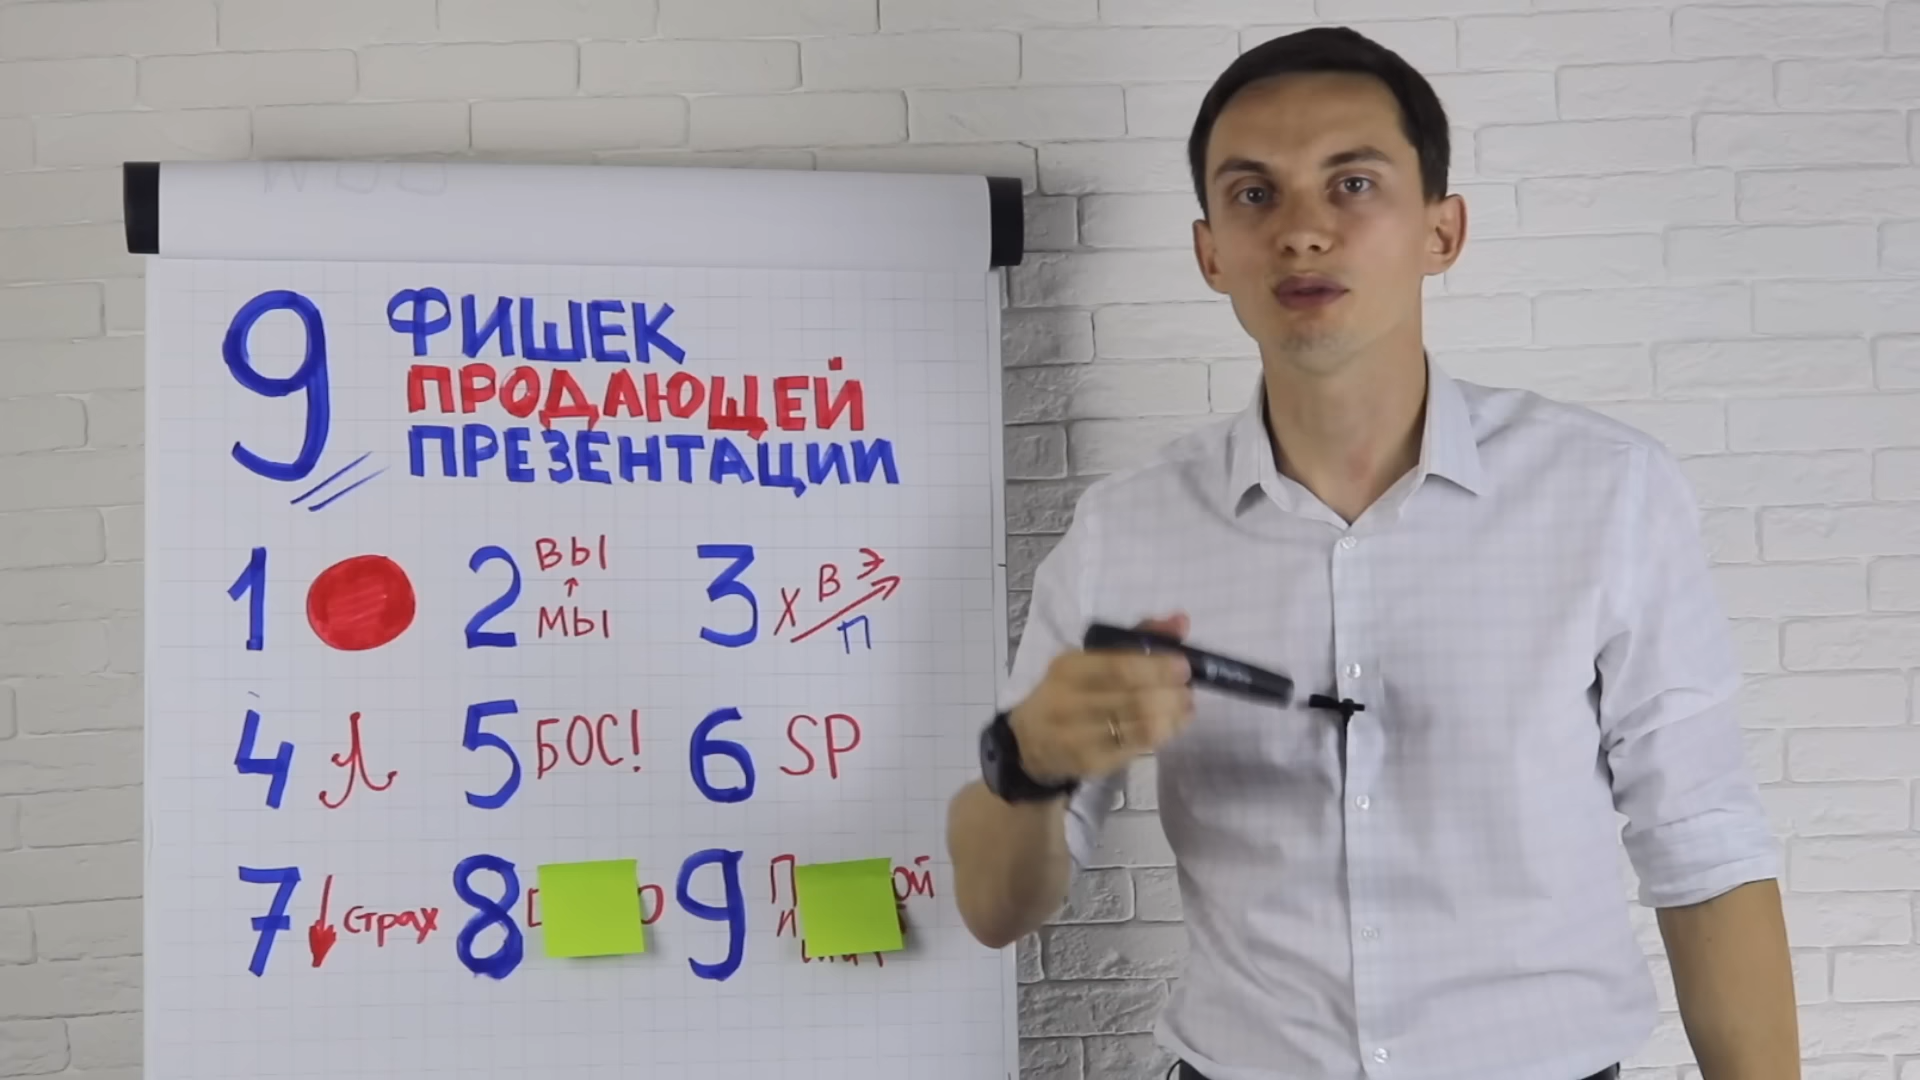 9 ФИШЕК
ПРОДАЮЩЕЙ
ПРЕЗЕНТАЦИИ
1
2 ВЫ
МЫ
3 Х В Э
П
4
5 БОС!
6 SP
7 страх
8
9